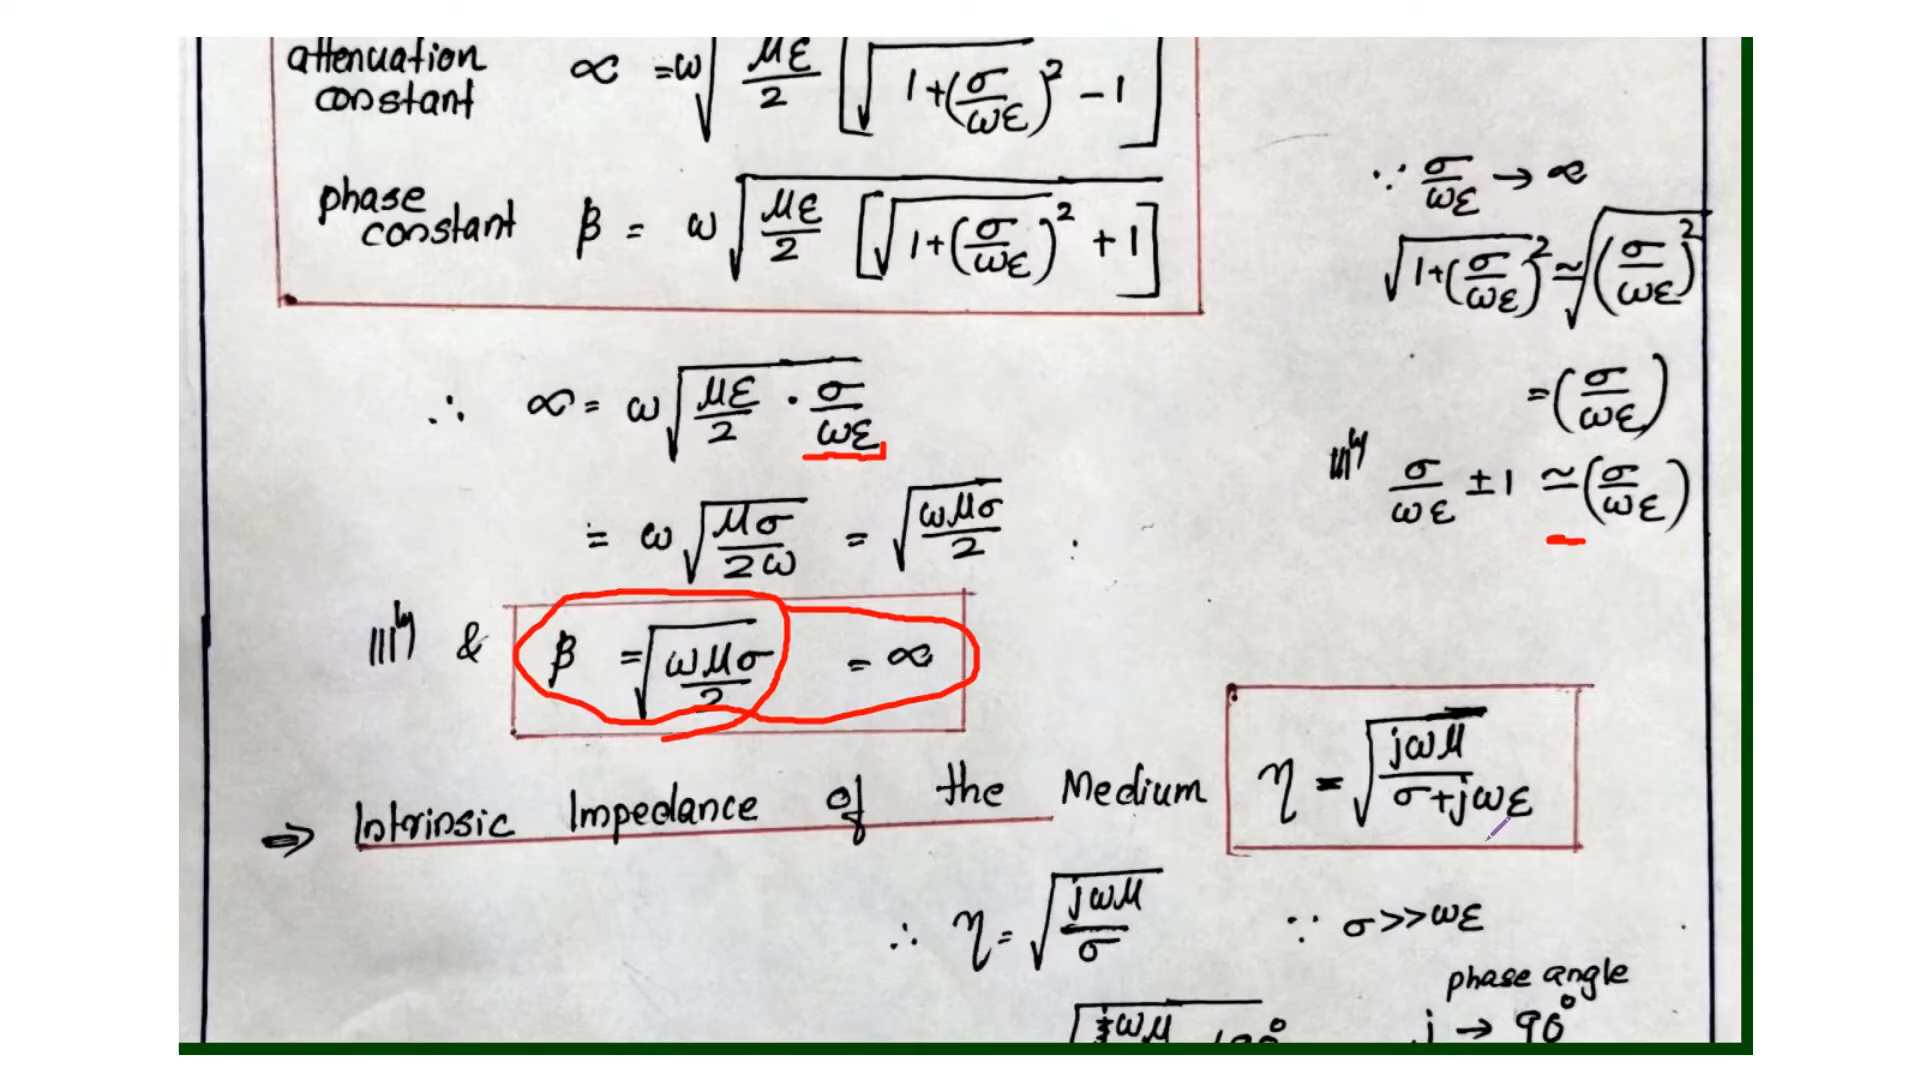 attenuation constant ∝ = ω√(με/2 [√(1+(σ/ωε)²) - 1]
phase constant β = ω√(με/2 [√(1+(σ/ωε)²) + 1])
∵ σ/ωε → ∞
√(1+(σ/ωε)²) ≃ √((σ/ωε)²)
= (σ/ωε)
∴ ∝ = ω√(με/2 · σ/ωε)
lllly σ/ωε ± 1 ≃ (σ/ωε)
= ω√(μσ/2ω) = √(ωμσ/2)
lllly & β = √(ωμσ/2) = ∝
⇒ Intrinsic Impedance of the Medium η = √(jωμ/σ+jωε)
∴ η = √(jωμ/σ) ∵ σ>>ωε
phase angle
j → 90°